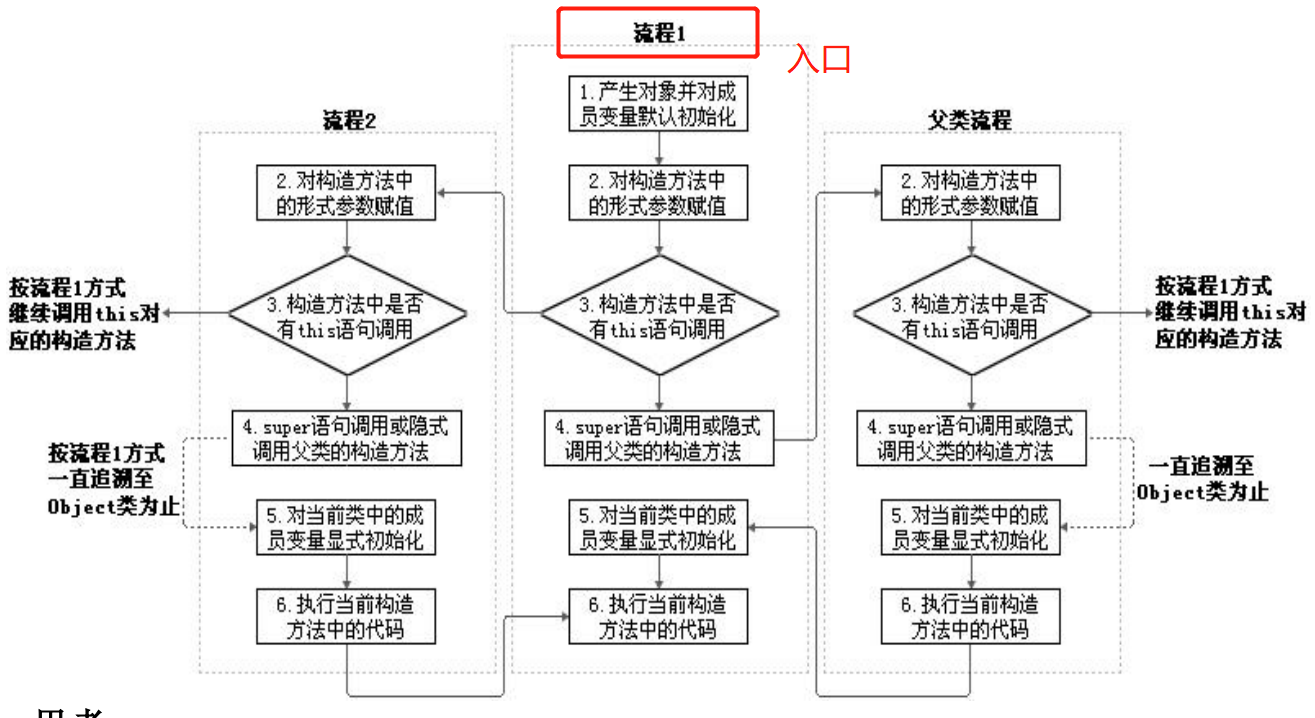 流程1
入口
1.产生对象并对成
员变量默认初始化
2.对构造方法中
的形式参数赋值
3.构造方法中是否
有this语句调用
4.super语句调用或隐式
调用父类的构造方法
5.对当前类中的成
员变量显式初始化
6.执行当前构造
方法中的代码
流程2
2.对构造方法中
的形式参数赋值
3.构造方法中是否
有this语句调用
按流程1方式
继续调用this对
应的构造方法
4.super语句调用或隐式
调用父类的构造方法
按流程1方式
一直追溯至
Object类为止
5.对当前类中的成
员变量显式初始化
6.执行当前构造
方法中的代码
父类流程
2.对构造方法中
的形式参数赋值
3.构造方法中是否
有this语句调用
按流程1方式
继续调用this对
应的构造方法
4.super语句调用或隐式
调用父类的构造方法
一直追溯至
Object类为止
5.对当前类中的成
员变量显式初始化
6.执行当前构造
方法中的代码